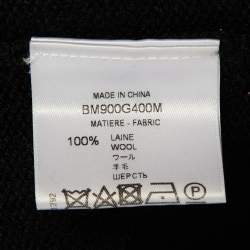 MADE IN CHINA
BM900G400M
MATIERE - FABRIC
100% LAINE
WOOL
ウール
羊毛
ШЕРСТЬ